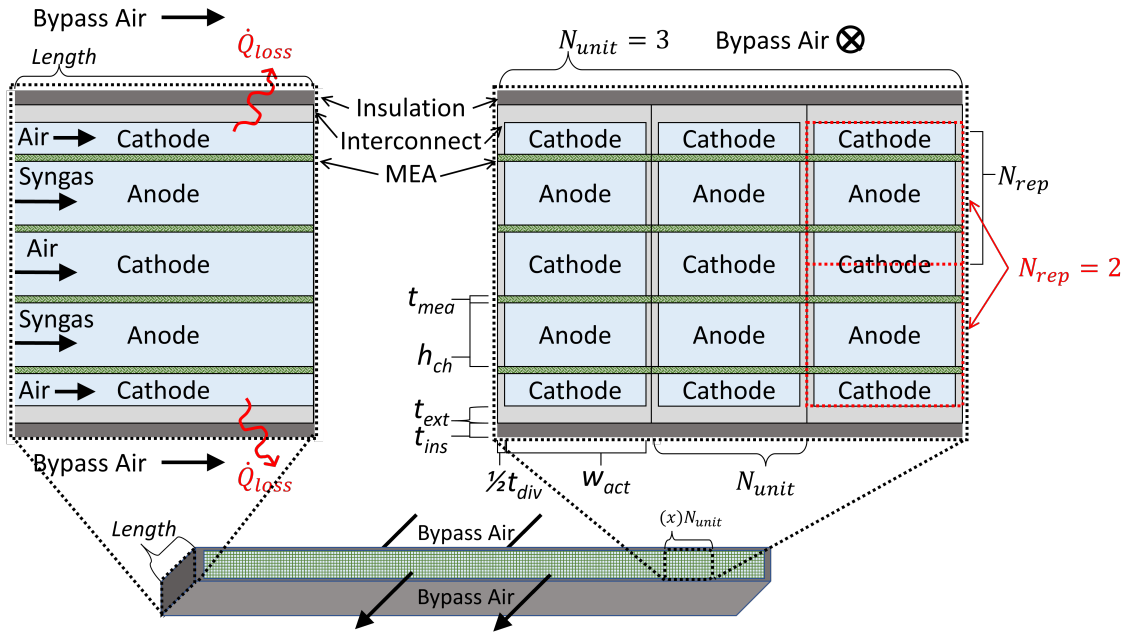 Bypass Air
Q̇loss
Length
Air
Cathode
Syngas
Anode
Air
Cathode
Syngas
Anode
Air
Cathode
Bypass Air
Q̇loss
Insulation
Interconnect
MEA
Nunit = 3
Bypass Air
Cathode Cathode Cathode
Anode Anode Anode
Cathode Cathode Cathode
Anode Anode Anode
Cathode Cathode Cathode
Nrep
Nrep = 2
tmea
hch
text
tins
½tdiv
wact
Nunit
Length
Bypass Air
(x)Nunit
Bypass Air